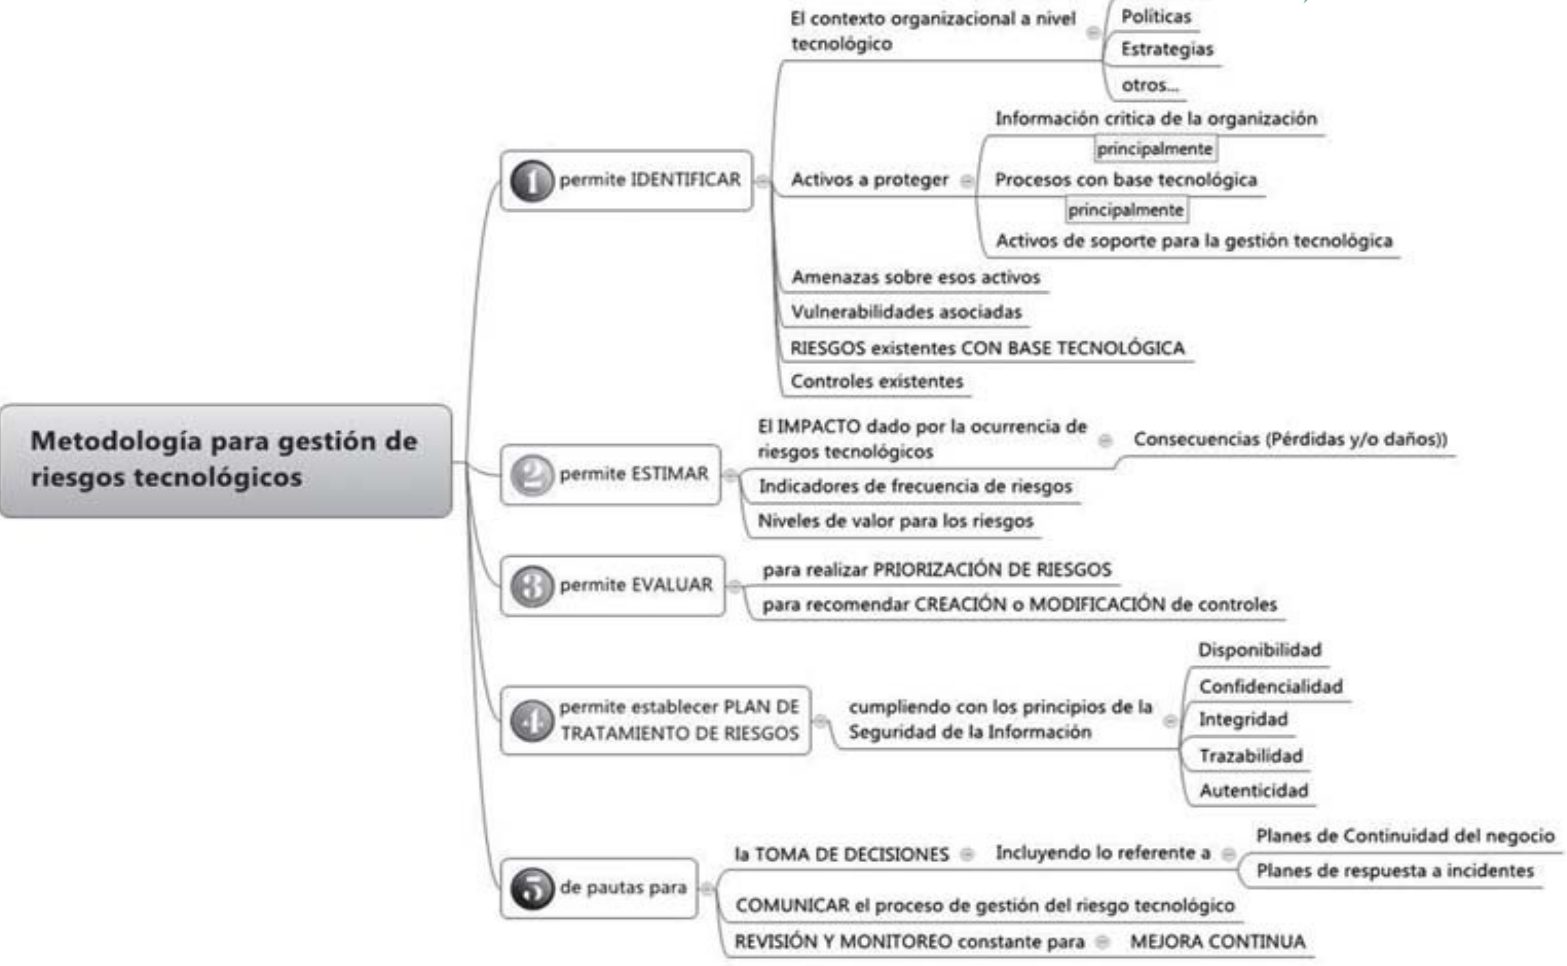 El contexto organizacional a nivel
tecnológico
Políticas
Estrategias
otros...
Información critica de la organización
principalmente
1 permite IDENTIFICAR
Activos a proteger
Procesos con base tecnológica
principalmente
Activos de soporte para la gestión tecnológica
Amenazas sobre esos activos
Vulnerabilidades asociadas
RIESGOS existentes CON BASE TECNOLÓGICA
Controles existentes
Metodología para gestión de
riesgos tecnológicos
2 permite ESTIMAR
El IMPACTO dado por la ocurrencia de
riesgos tecnológicos
Consecuencias (Pérdidas y/o daños))
Indicadores de frecuencia de riesgos
Niveles de valor para los riesgos
3 permite EVALUAR
para realizar PRIORIZACIÓN DE RIESGOS
para recomendar CREACIÓN o MODIFICACIÓN de controles
4 permite establecer PLAN DE
TRATAMIENTO DE RIESGOS
cumpliendo con los principios de la
Seguridad de la Información
Disponibilidad
Confidencialidad
Integridad
Trazabilidad
Autenticidad
5 de pautas para
la TOMA DE DECISIONES
Incluyendo lo referente a
Planes de Continuidad del negocio
Planes de respuesta a incidentes
COMUNICAR el proceso de gestión del riesgo tecnológico
REVISIÓN Y MONITOREO constante para
MEJORA CONTINUA